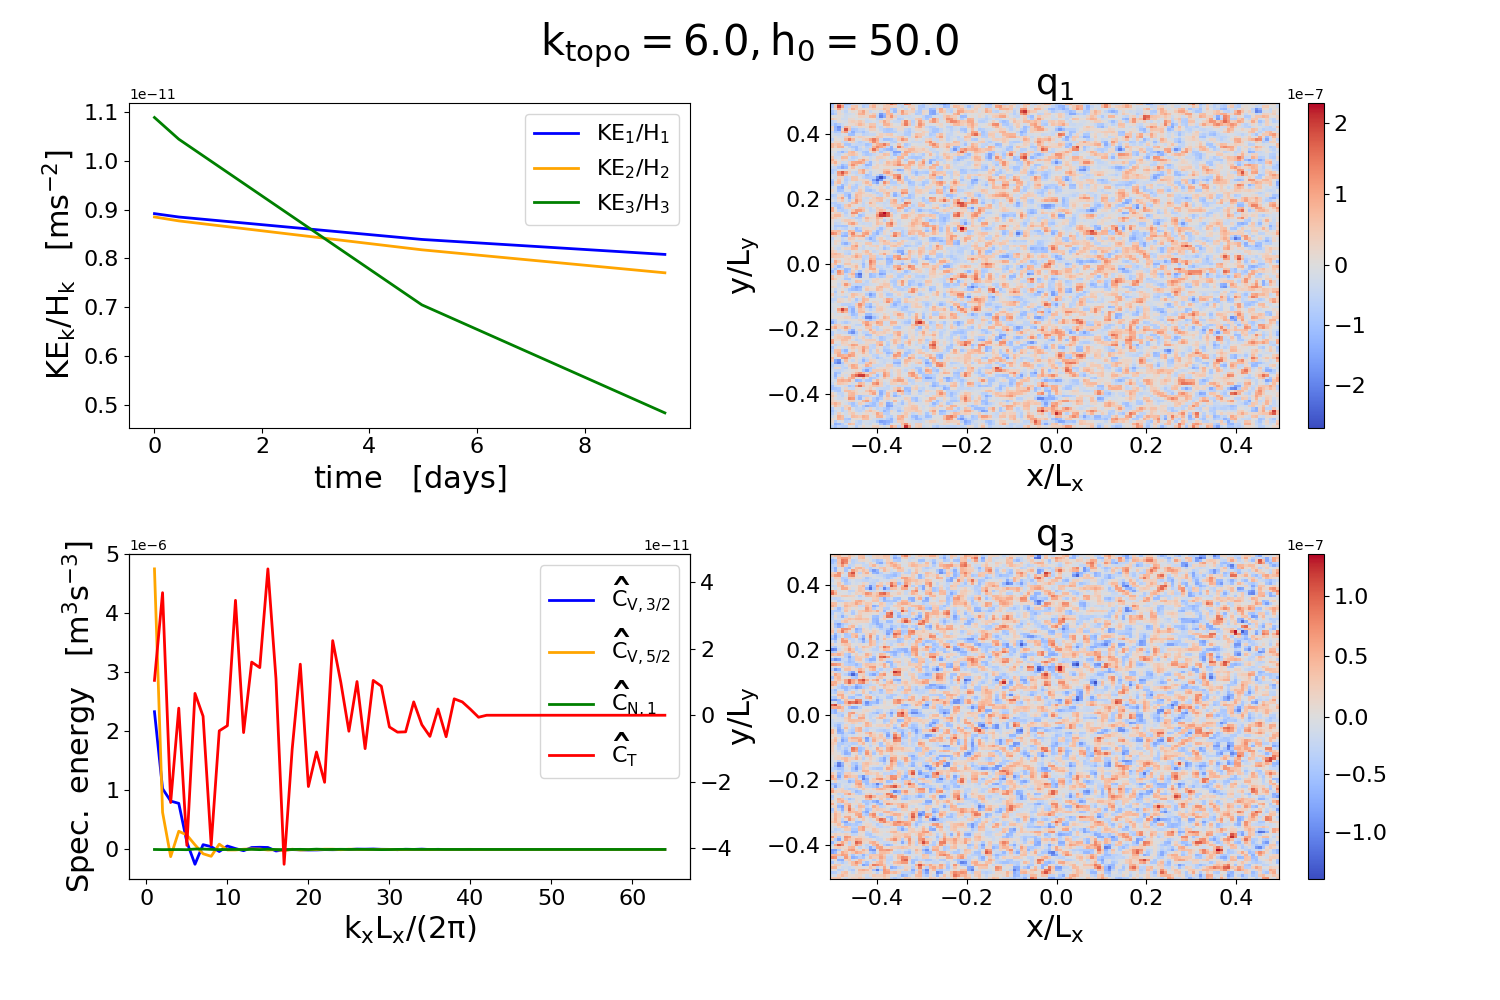 k_topo = 6.0, h_0 = 50.0
1e−11
1.1
1.0
0.9
0.8
0.7
0.6
0.5
KE_k/H_k [ms^−2]
KE_1/H_1
KE_2/H_2
KE_3/H_3
0 2 4 6 8
time [days]
q_1
1e−7
0.4
0.2
0.0
−0.2
−0.4
y/L_y
−0.4 −0.2 0.0 0.2 0.4
x/L_x
2
1
0
−1
−2
1e−6
1e−11
5
4
3
2
1
0
Spec. energy [m^3s^−3]
Ĉ_V,3/2
Ĉ_V,5/2
Ĉ_N,1
Ĉ_T
4
2
0
−2
−4
0 10 20 30 40 50 60
k_xL_x/(2π)
q_3
1e−7
0.4
0.2
0.0
−0.2
−0.4
y/L_y
−0.4 −0.2 0.0 0.2 0.4
x/L_x
1.0
0.5
0.0
−0.5
−1.0